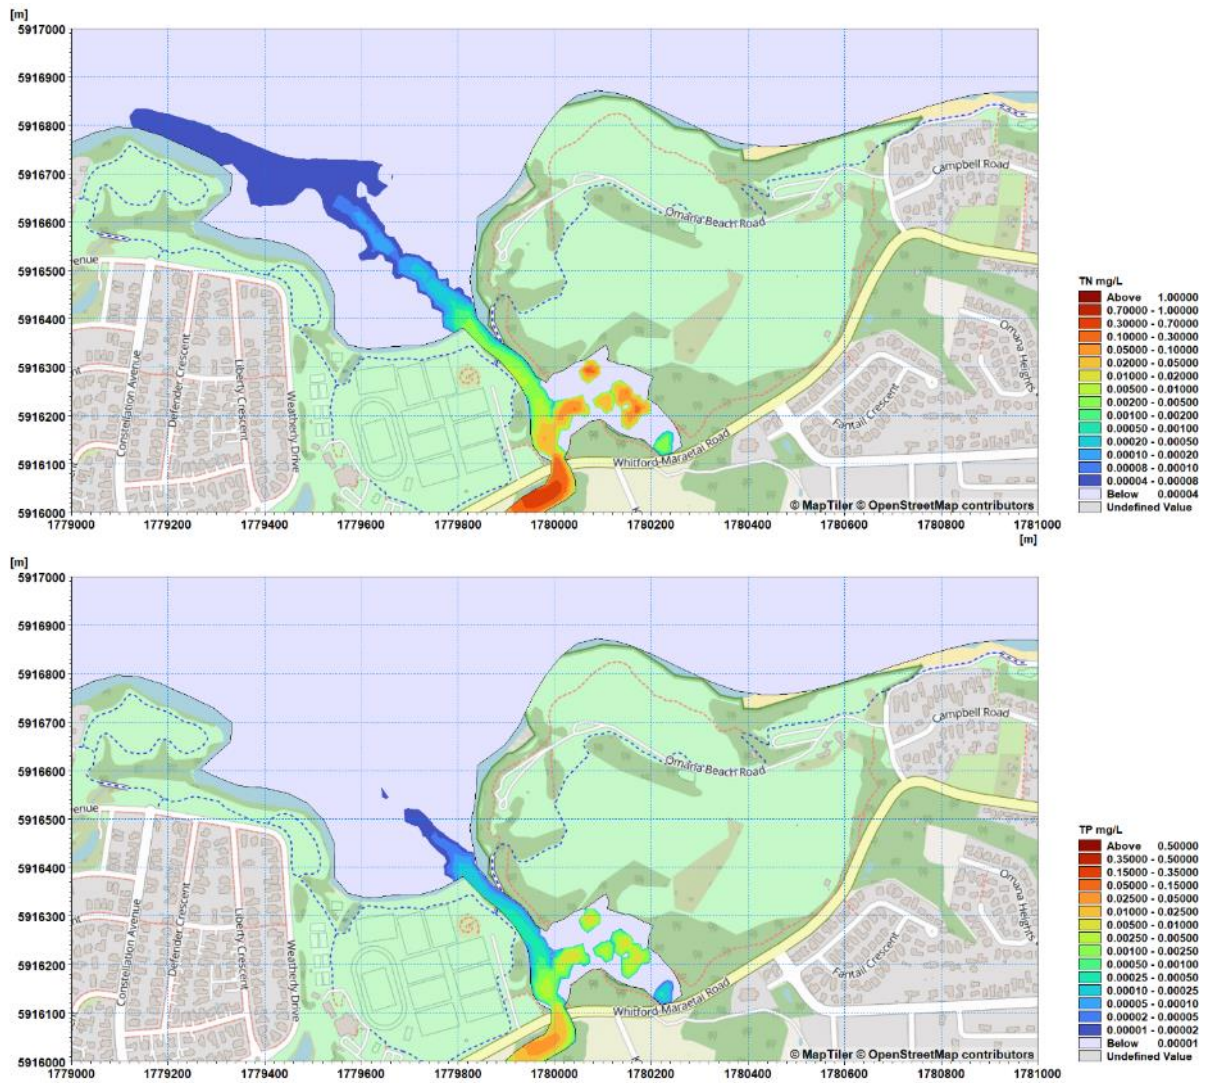 [m]
5917000
5916900
5916800
5916700
5916600
5916500
5916400
5916300
5916200
5916100
5916000
1779000 1779200 1779400 1779600 1779800 1780000 1780200 1780400 1780600 1780800 1781000
[m]
enue
Constellation Avenue
Defender Crescent
Liberty Crescent
Weatherly Drive
Omana Beach Road
Campbell Road
Omana Heights
Fantail Crescent
Whitford-Maraetai Road
© MapTiler © OpenStreetMap contributors
TN mg/L
Above 1.00000
0.70000 - 1.00000
0.30000 - 0.70000
0.10000 - 0.30000
0.05000 - 0.10000
0.02000 - 0.05000
0.01000 - 0.02000
0.00500 - 0.01000
0.00200 - 0.00500
0.00100 - 0.00200
0.00050 - 0.00100
0.00020 - 0.00050
0.00010 - 0.00020
0.00008 - 0.00010
0.00004 - 0.00008
Below 0.00004
Undefined Value
[m]
5917000
5916900
5916800
5916700
5916600
5916500
5916400
5916300
5916200
5916100
5916000
1779000 1779200 1779400 1779600 1779800 1780000 1780200 1780400 1780600 1780800 1781000
enue
Constellation Avenue
Defender Crescent
Liberty Crescent
Weatherly Drive
Omana Beach Road
Campbell Road
Omana Heights
Fantail Crescent
Whitford-Maraetai Road
© MapTiler © OpenStreetMap contributors
TP mg/L
Above 0.50000
0.35000 - 0.50000
0.15000 - 0.35000
0.05000 - 0.15000
0.02500 - 0.05000
0.01000 - 0.02500
0.00500 - 0.01000
0.00250 - 0.00500
0.00100 - 0.00250
0.00050 - 0.00100
0.00025 - 0.00050
0.00010 - 0.00025
0.00005 - 0.00010
0.00002 - 0.00005
0.00001 - 0.00002
Below 0.00001
Undefined Value